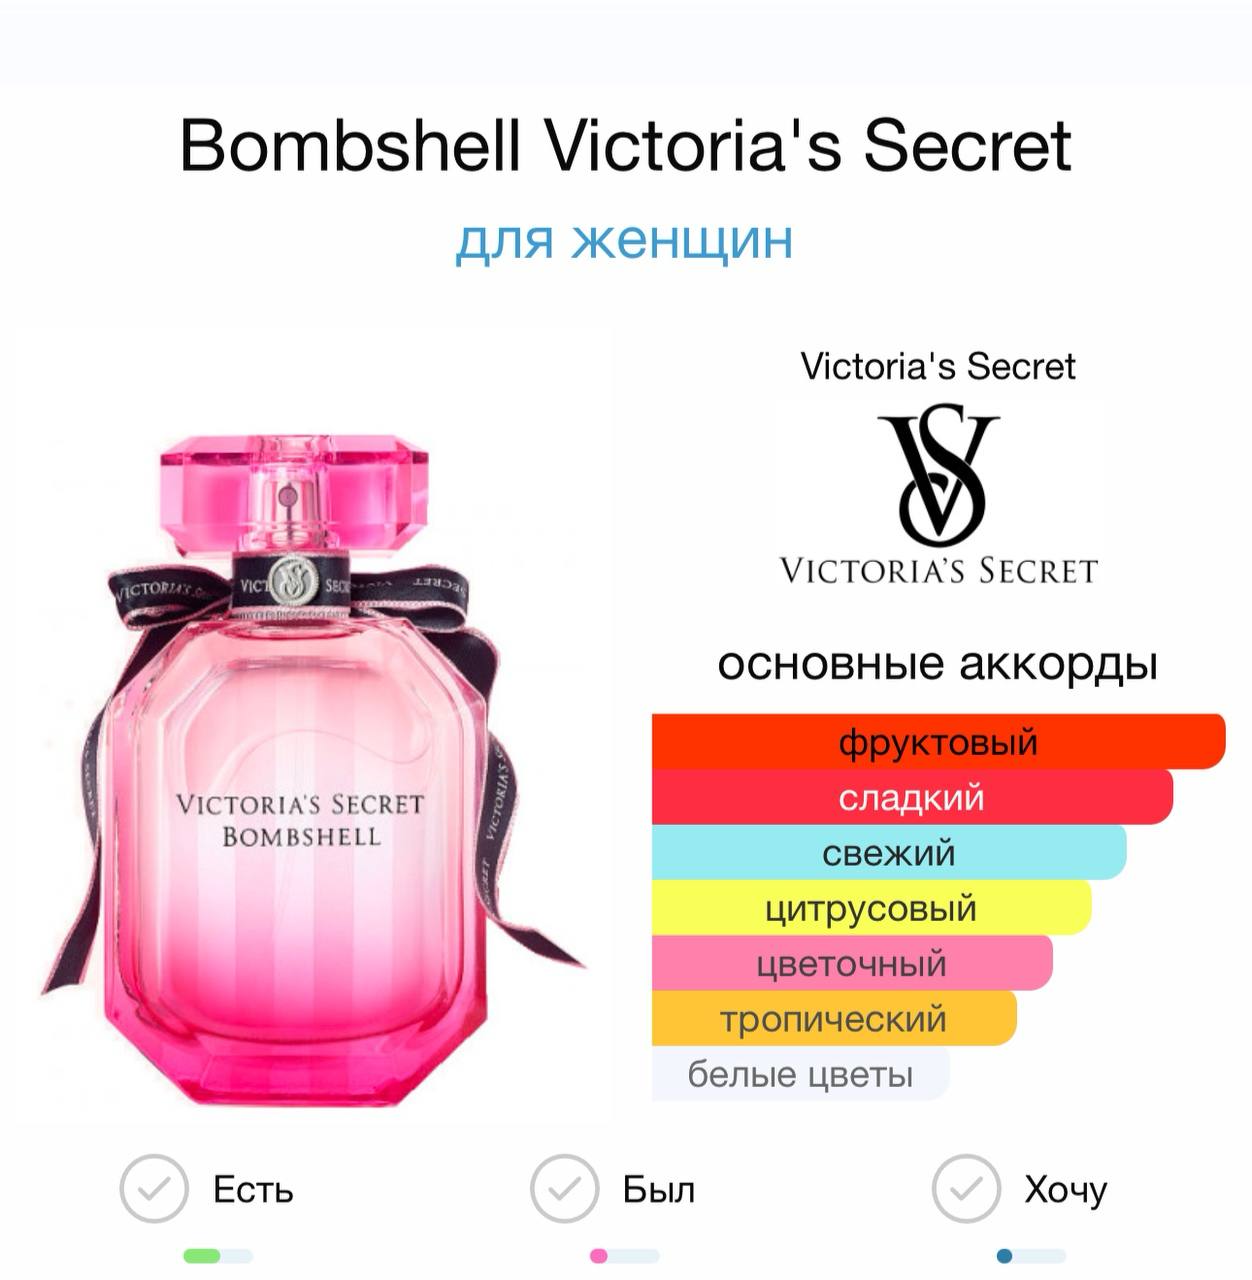 Bombshell Victoria's Secret
для женщин
Victoria's Secret
VS
VICTORIA'S SECRET
основные аккорды
фруктовый
сладкий
свежий
цитрусовый
цветочный
тропический
белые цветы
VICTORIA'S SECRET
BOMBSHELL
Есть
Был
Хочу